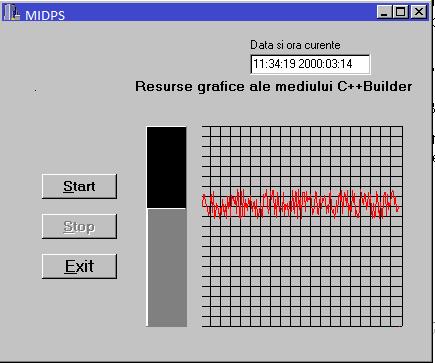 MIDPS
Data si ora curente
11:34:19 2000:03:14
Resurse grafice ale mediului C++Builder
Start
Stop
Exit